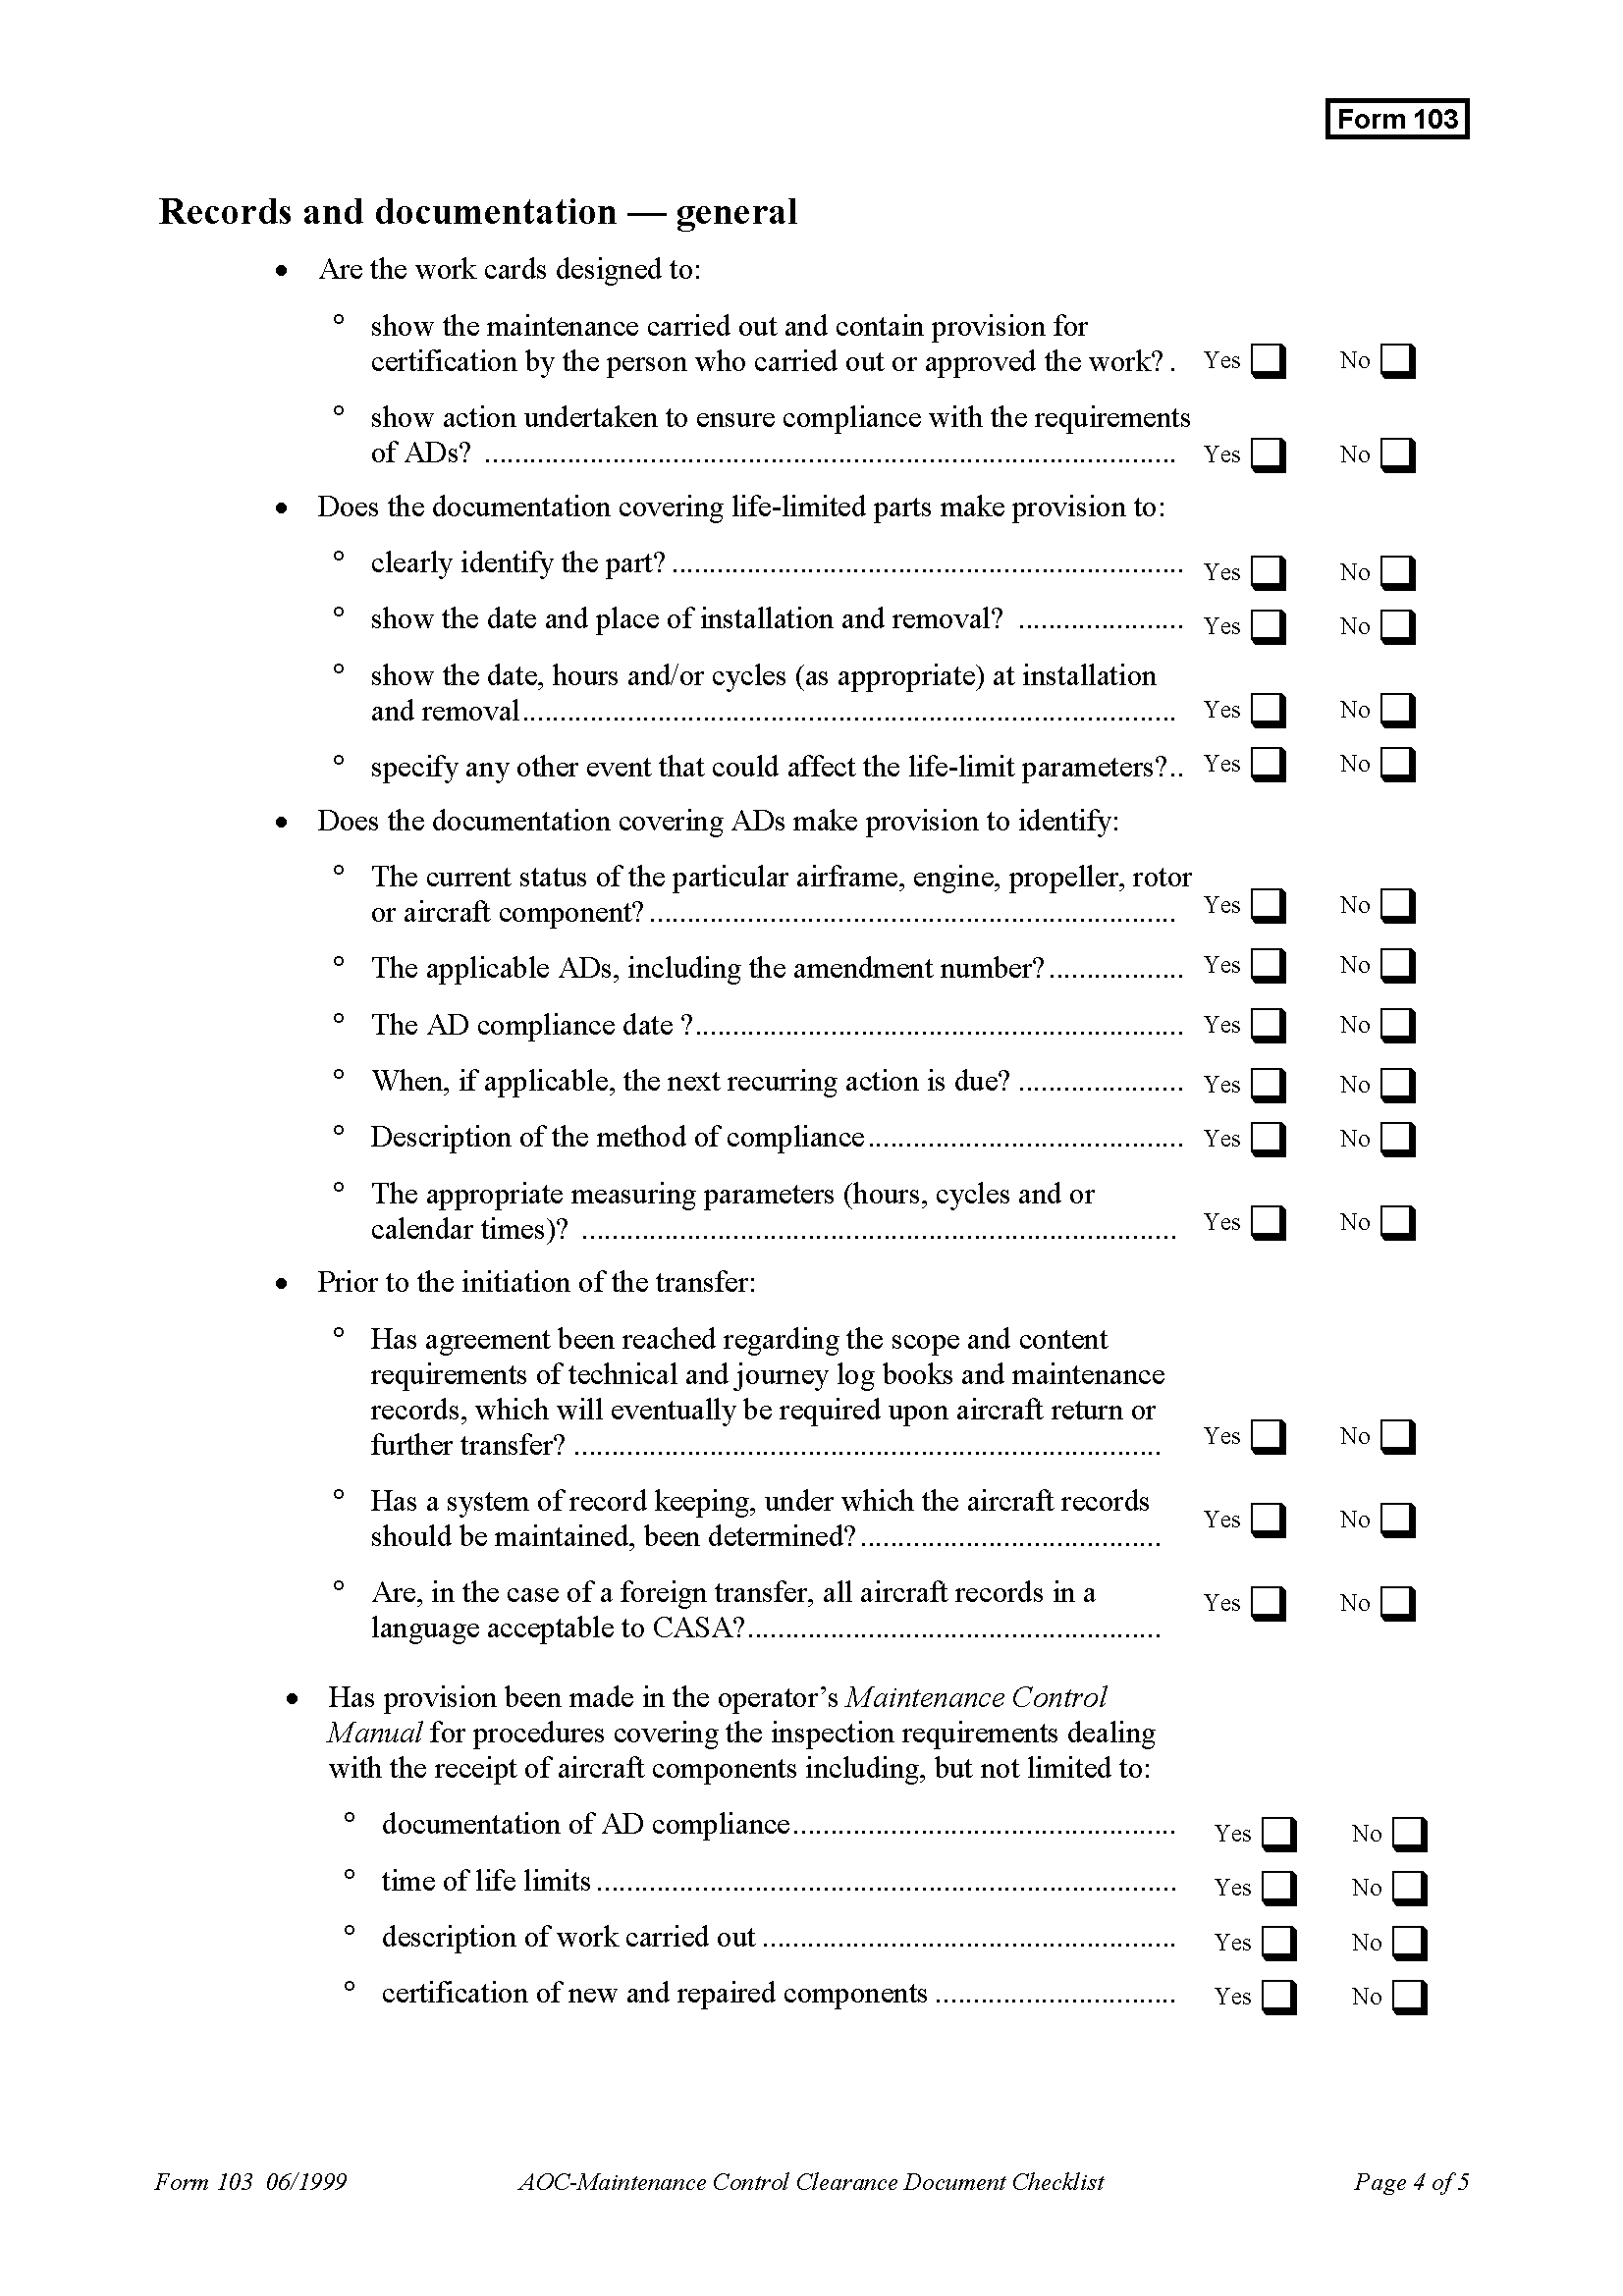 Form 103
Records and documentation — general
• Are the work cards designed to:
° show the maintenance carried out and contain provision for
certification by the person who carried out or approved the work? . Yes ❑ No ❑
° show action undertaken to ensure compliance with the requirements
of ADs? ............................................................ Yes ❑ No ❑
• Does the documentation covering life-limited parts make provision to:
° clearly identify the part? ............................................................ Yes ❑ No ❑
° show the date and place of installation and removal? ...................... Yes ❑ No ❑
° show the date, hours and/or cycles (as appropriate) at installation
and removal............................................................ Yes ❑ No ❑
° specify any other event that could affect the life-limit parameters?.. Yes ❑ No ❑
• Does the documentation covering ADs make provision to identify:
° The current status of the particular airframe, engine, propeller, rotor
or aircraft component? ............................................................ Yes ❑ No ❑
° The applicable ADs, including the amendment number?.................. Yes ❑ No ❑
° The AD compliance date ?............................................................ Yes ❑ No ❑
° When, if applicable, the next recurring action is due? ...................... Yes ❑ No ❑
° Description of the method of compliance.......................................... Yes ❑ No ❑
° The appropriate measuring parameters (hours, cycles and or
calendar times)? ............................................................ Yes ❑ No ❑
• Prior to the initiation of the transfer:
° Has agreement been reached regarding the scope and content
requirements of technical and journey log books and maintenance
records, which will eventually be required upon aircraft return or
further transfer? ............................................................ Yes ❑ No ❑
° Has a system of record keeping, under which the aircraft records
should be maintained, been determined?........................................ Yes ❑ No ❑
° Are, in the case of a foreign transfer, all aircraft records in a
language acceptable to CASA?....................................................... Yes ❑ No ❑
• Has provision been made in the operator’s Maintenance Control
Manual for procedures covering the inspection requirements dealing
with the receipt of aircraft components including, but not limited to:
° documentation of AD compliance................................................... Yes ❑ No ❑
° time of life limits ............................................................ Yes ❑ No ❑
° description of work carried out ....................................................... Yes ❑ No ❑
° certification of new and repaired components ................................ Yes ❑ No ❑
Form 103 06/1999 AOC-Maintenance Control Clearance Document Checklist Page 4 of 5